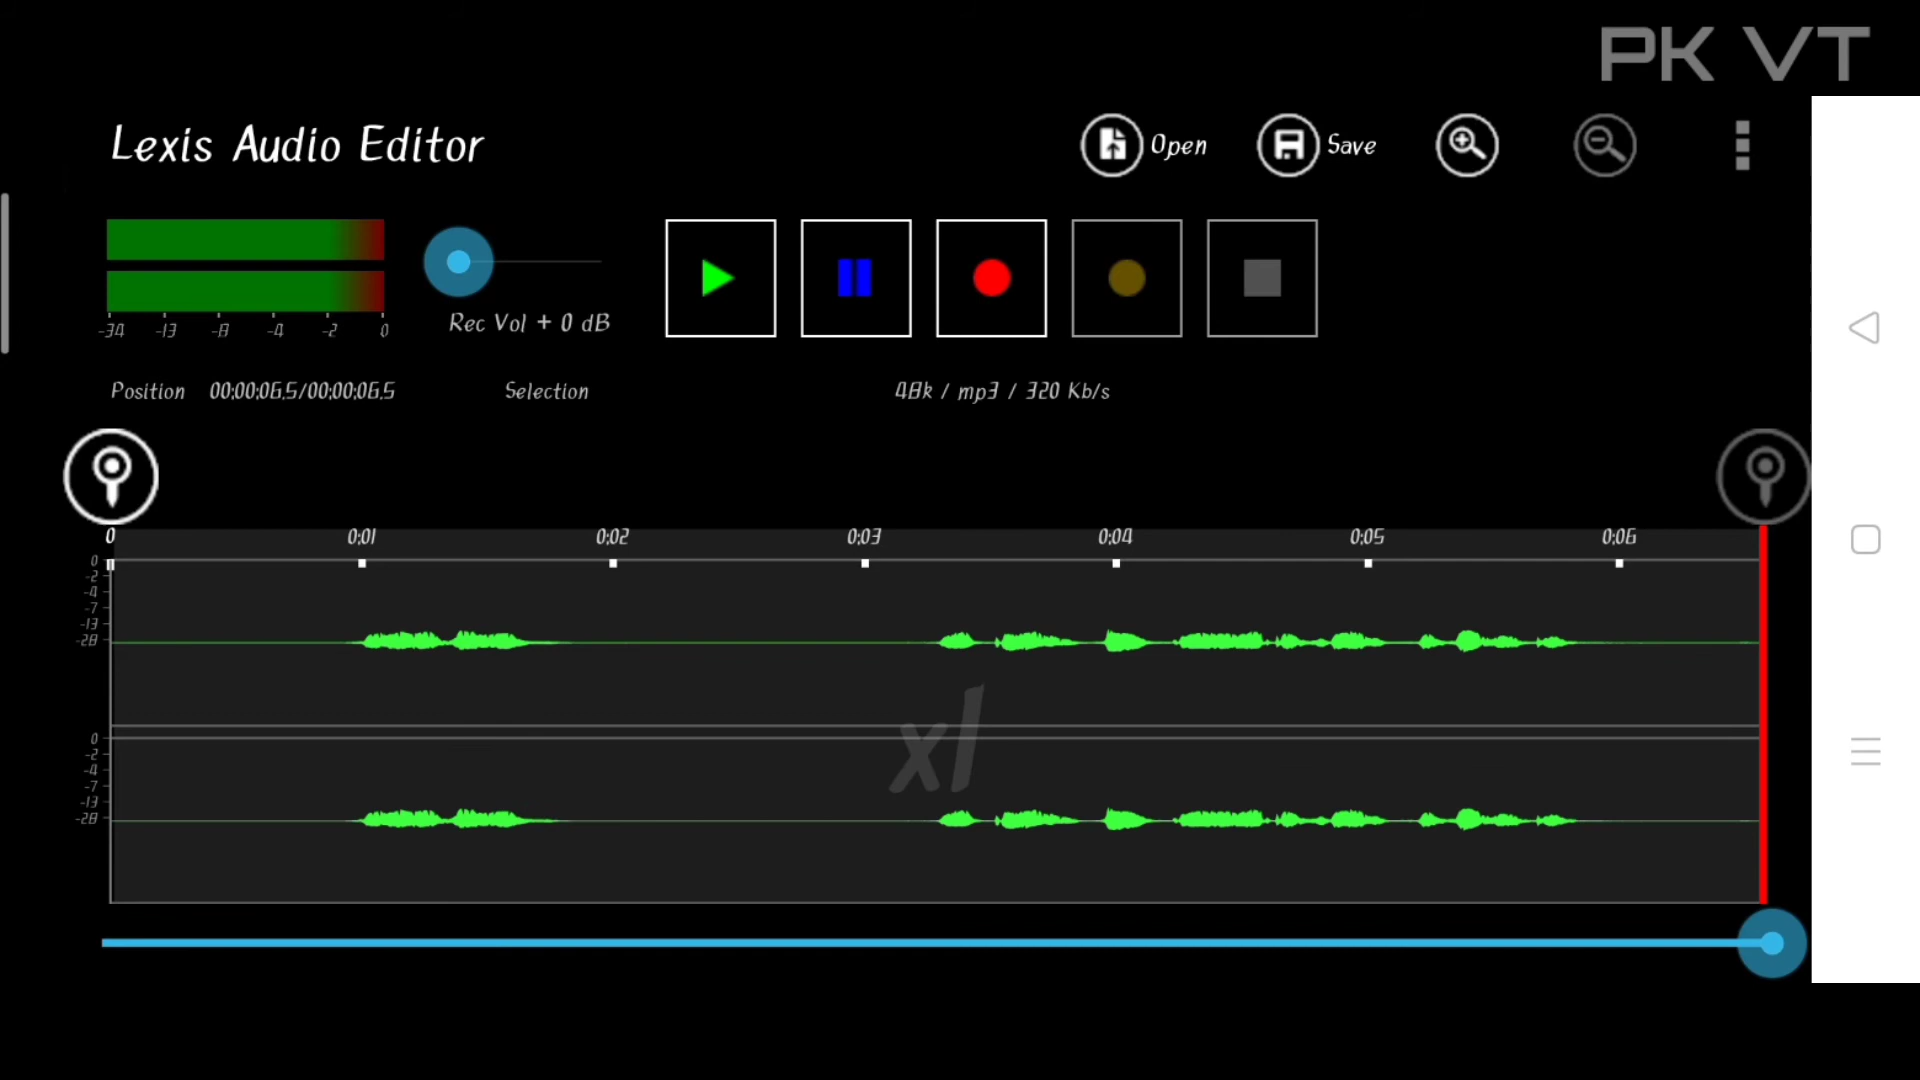 PK VT
Lexis Audio Editor
Open
Save
-34 -13 -8 -4 -2 0
Rec Vol + 0 dB
Position 00:00:06.5/00:00:06.5 Selection 48k / mp3 / 320 Kb/s
0 0:01 0:02 0:03 0:04 0:05 0:06
0
-2
-4
-7
-13
-28
xl
0
-2
-4
-7
-13
-28